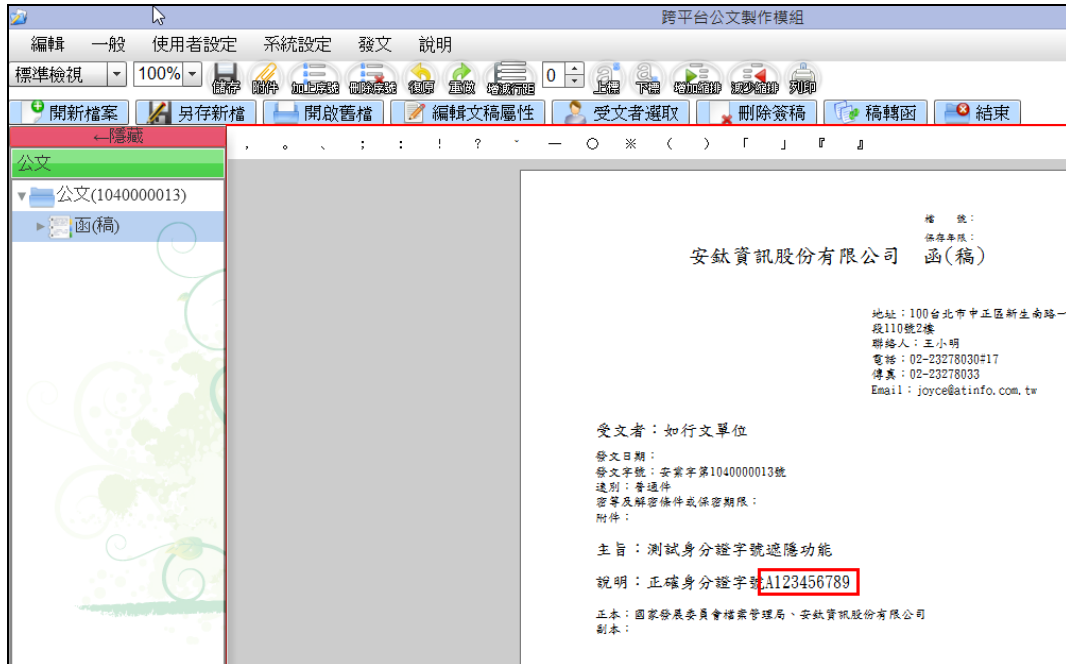 跨平台公文製作模組
編輯 一般 使用者設定 系統設定 發文 說明
標準檢視 100% 儲存 附件 加上序號 刪除序號 復原 重做 增減行距 0 上標 下標 增加縮排 減少縮排 列印
開新檔案 另存新檔 開啟舊檔 編輯文稿屬性 受文者選取 刪除簽稿 稿轉函 結束
←隱藏
, 。 、 ; : ! ? ˇ — ○ ※ ( ) 「 」 『 』
公文
公文(1040000013)
函(稿)
檔 號:
保存年限:
安鈦資訊股份有限公司 函(稿)
地址:100台北市中正區新生南路一
段110號2樓
聯絡人:王小明
電話:02-23278030#17
傳真:02-23278033
Email:joyce@atinfo.com.tw
受文者:如行文單位
發文日期:
發文字號:安案字第1040000013號
速別:普通件
密等及解密條件或保密期限:
附件:
主旨:測試身分證字號遮隱功能
說明:正確身分證字號A123456789
正本:國家發展委員會檔案管理局、安鈦資訊股份有限公司
副本: